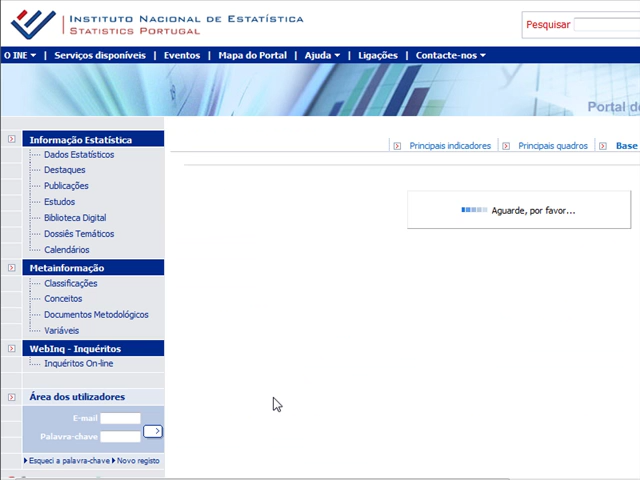 INSTITUTO NACIONAL DE ESTATÍSTICA
STATISTICS PORTUGAL
Pesquisar
O INE | Serviços disponíveis | Eventos | Mapa do Portal | Ajuda | Ligações | Contacte-nos
Portal d
Informação Estatística
Dados Estatísticos
Destaques
Publicações
Estudos
Biblioteca Digital
Dossiês Temáticos
Calendários
Metainformação
Classificações
Conceitos
Documentos Metodológicos
Variáveis
WebInq - Inquéritos
Inquéritos On-line
Área dos utilizadores
E-mail
Palavra-chave
Esqueci a palavra-chave Novo registo
Principais indicadores
Principais quadros
Base
Aguarde, por favor...